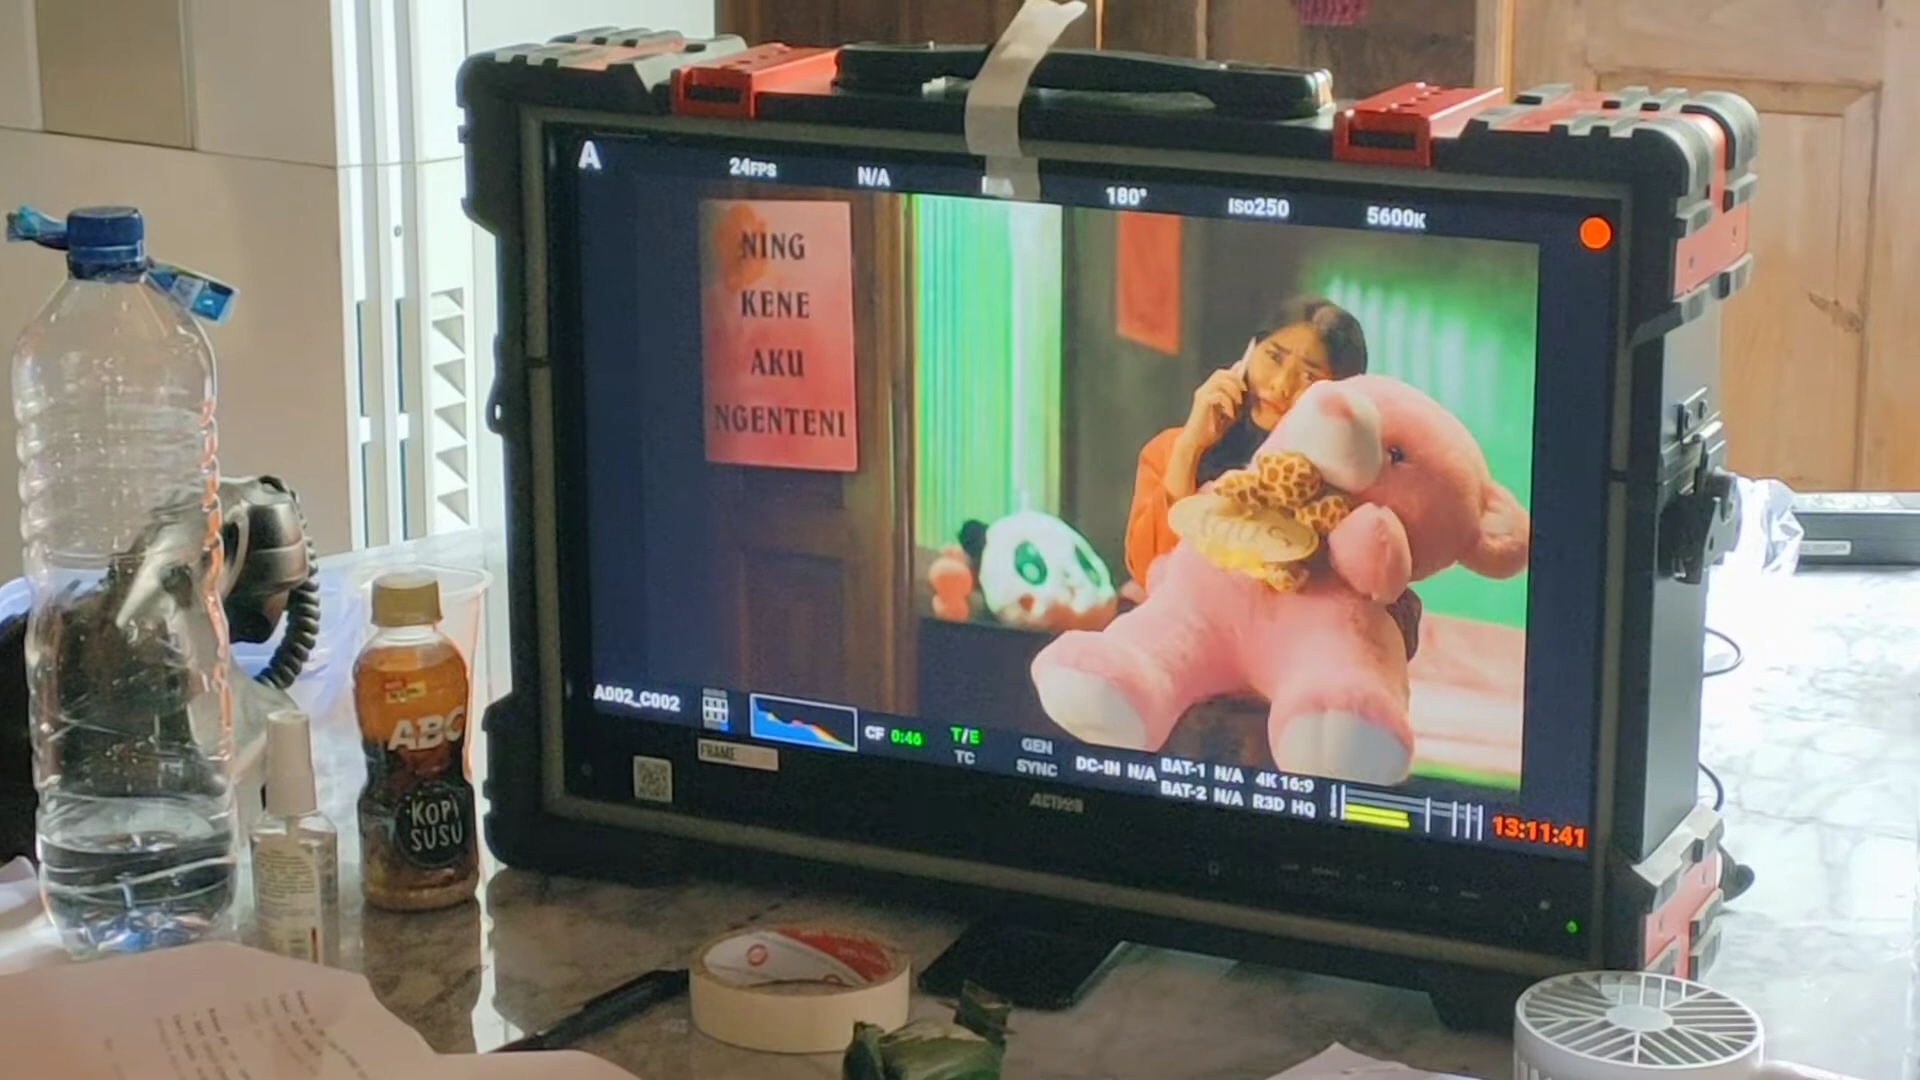 A
24FPS
N/A
180°
ISO250
5600K
NING
KENE
AKU
NGENTENI
A002_C002
CF 0:46
T/E
TC
GEN
SYNC
DC-IN N/A
BAT-1 N/A
BAT-2 N/A
4K 16:9
R3D HQ
13:11:41
FRAME
ABC
KOPI
SUSU